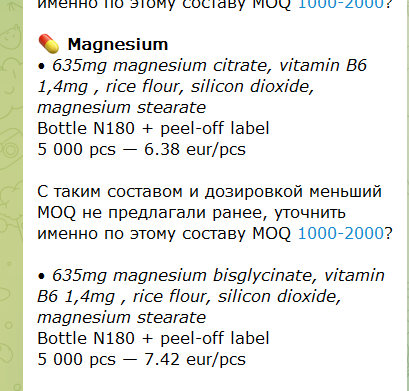 именно по этому составу MOQ 1000-2000?
💊 Magnesium
• 635mg magnesium citrate, vitamin B6
1,4mg , rice flour, silicon dioxide,
magnesium stearate
Bottle N180 + peel-off label
5 000 pcs — 6.38 eur/pcs
С таким составом и дозировкой меньший
MOQ не предлагали ранее, уточнить
именно по этому составу MOQ 1000-2000?
• 635mg magnesium bisglycinate, vitamin
B6 1,4mg , rice flour, silicon dioxide,
magnesium stearate
Bottle N180 + peel-off label
5 000 pcs — 7.42 eur/pcs